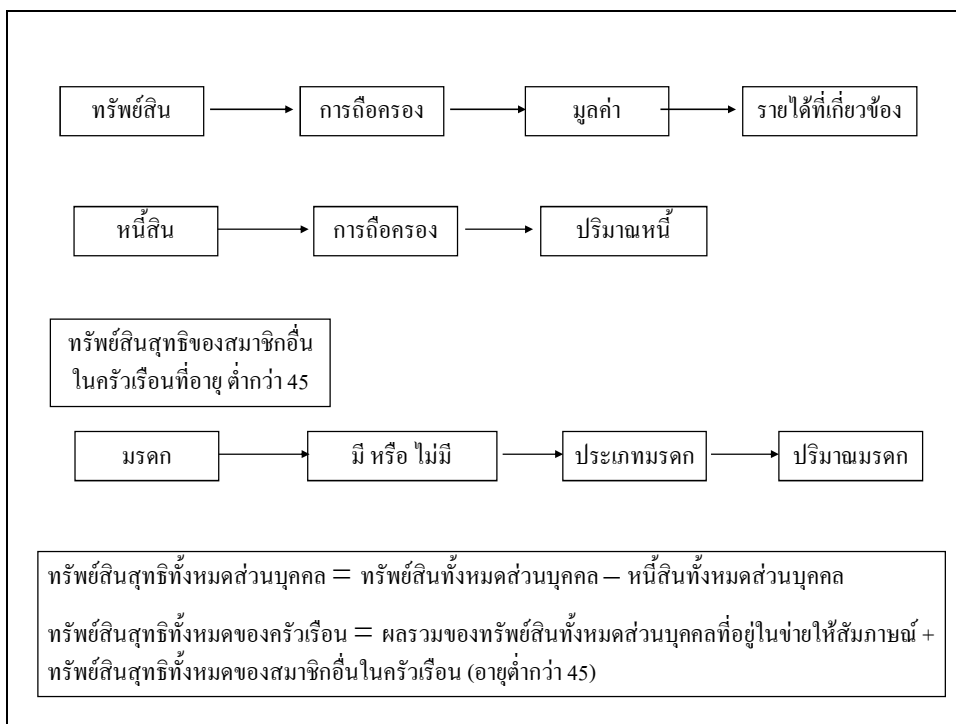 ทรัพย์สิน การถือครอง มูลค่า รายได้ที่เกี่ยวข้อง
หนี้สิน การถือครอง ปริมาณหนี้
ทรัพย์สินสุทธิของสมาชิกอื่น
ในครัวเรือนที่อายุ ต่ำกว่า 45
มรดก มี หรือ ไม่มี ประเภทมรดก ปริมาณมรดก
ทรัพย์สินสุทธิทั้งหมดส่วนบุคคล = ทรัพย์สินทั้งหมดส่วนบุคคล – หนี้สินทั้งหมดส่วนบุคคล
ทรัพย์สินสุทธิทั้งหมดของครัวเรือน = ผลรวมของทรัพย์สินทั้งหมดส่วนบุคคลที่อยู่ในข่ายให้สัมภาษณ์ +
ทรัพย์สินสุทธิทั้งหมดของสมาชิกอื่นในครัวเรือน (อายุต่ำกว่า 45)